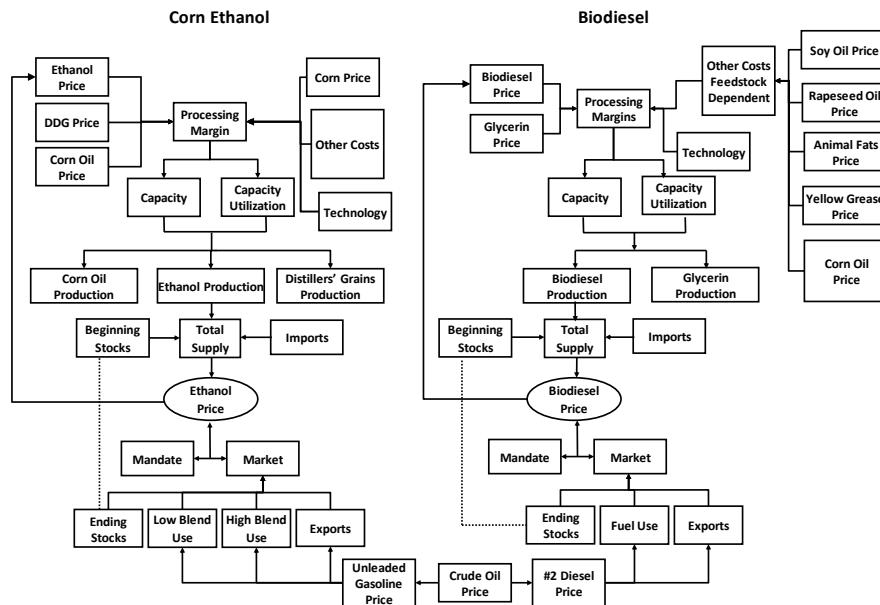 Corn Ethanol
Biodiesel
Ethanol
Price
DDG Price
Corn Oil
Price
Processing
Margin
Corn Price
Other Costs
Technology
Capacity
Capacity
Utilization
Corn Oil
Production
Ethanol Production
Distillers' Grains
Production
Beginning
Stocks
Total
Supply
Imports
Ethanol
Price
Mandate
Market
Ending
Stocks
Low Blend
Use
High Blend
Use
Exports
Unleaded
Gasoline
Price
Crude Oil
Price
#2 Diesel
Price
Biodiesel
Price
Glycerin
Price
Processing
Margins
Other Costs
Feedstock
Dependent
Soy Oil Price
Rapeseed Oil
Price
Animal Fats
Price
Yellow Grease
Price
Corn Oil
Price
Technology
Capacity
Capacity
Utilization
Biodiesel
Production
Glycerin
Production
Beginning
Stocks
Total
Supply
Imports
Biodiesel
Price
Mandate
Market
Ending
Stocks
Fuel Use
Exports